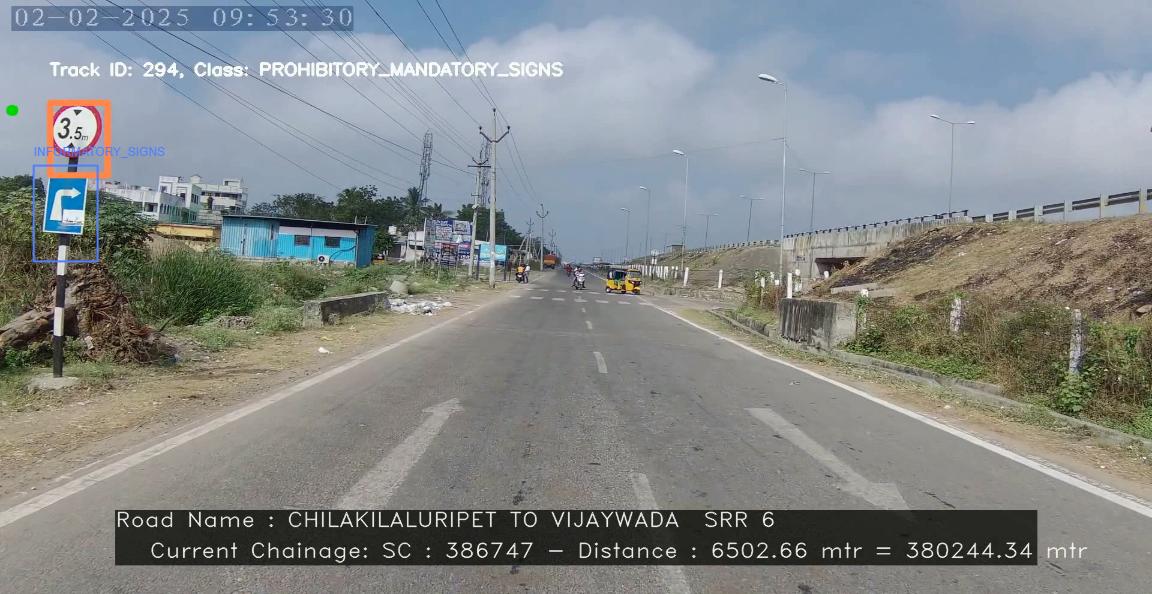 02-02-2025 09:53:30
Track ID: 294, Class: PROHIBITORY_MANDATORY_SIGNS
3.5m
INFORMATORY_SIGNS
Road Name : CHILAKILALURIPET TO VIJAYWADA SRR 6
Current Chainage: SC : 386747 - Distance : 6502.66 mtr = 380244.34 mtr